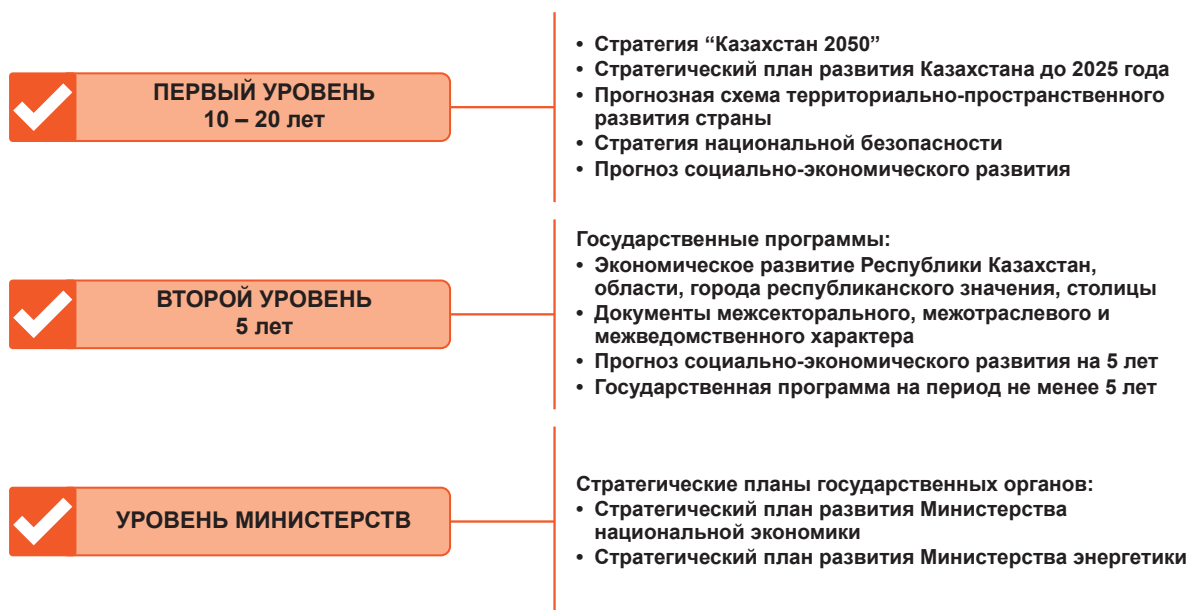 ПЕРВЫЙ УРОВЕНЬ
10 – 20 лет
• Стратегия “Казахстан 2050”
• Стратегический план развития Казахстана до 2025 года
• Прогнозная схема территориально-пространственного
развития страны
• Стратегия национальной безопасности
• Прогноз социально-экономического развития
ВТОРОЙ УРОВЕНЬ
5 лет
Государственные программы:
• Экономическое развитие Республики Казахстан,
области, города республиканского значения, столицы
• Документы межсекторального, межотраслевого и
межведомственного характера
• Прогноз социально-экономического развития на 5 лет
• Государственная программа на период не менее 5 лет
УРОВЕНЬ МИНИСТЕРСТВ
Стратегические планы государственных органов:
• Стратегический план развития Министерства
национальной экономики
• Стратегический план развития Министерства энергетики